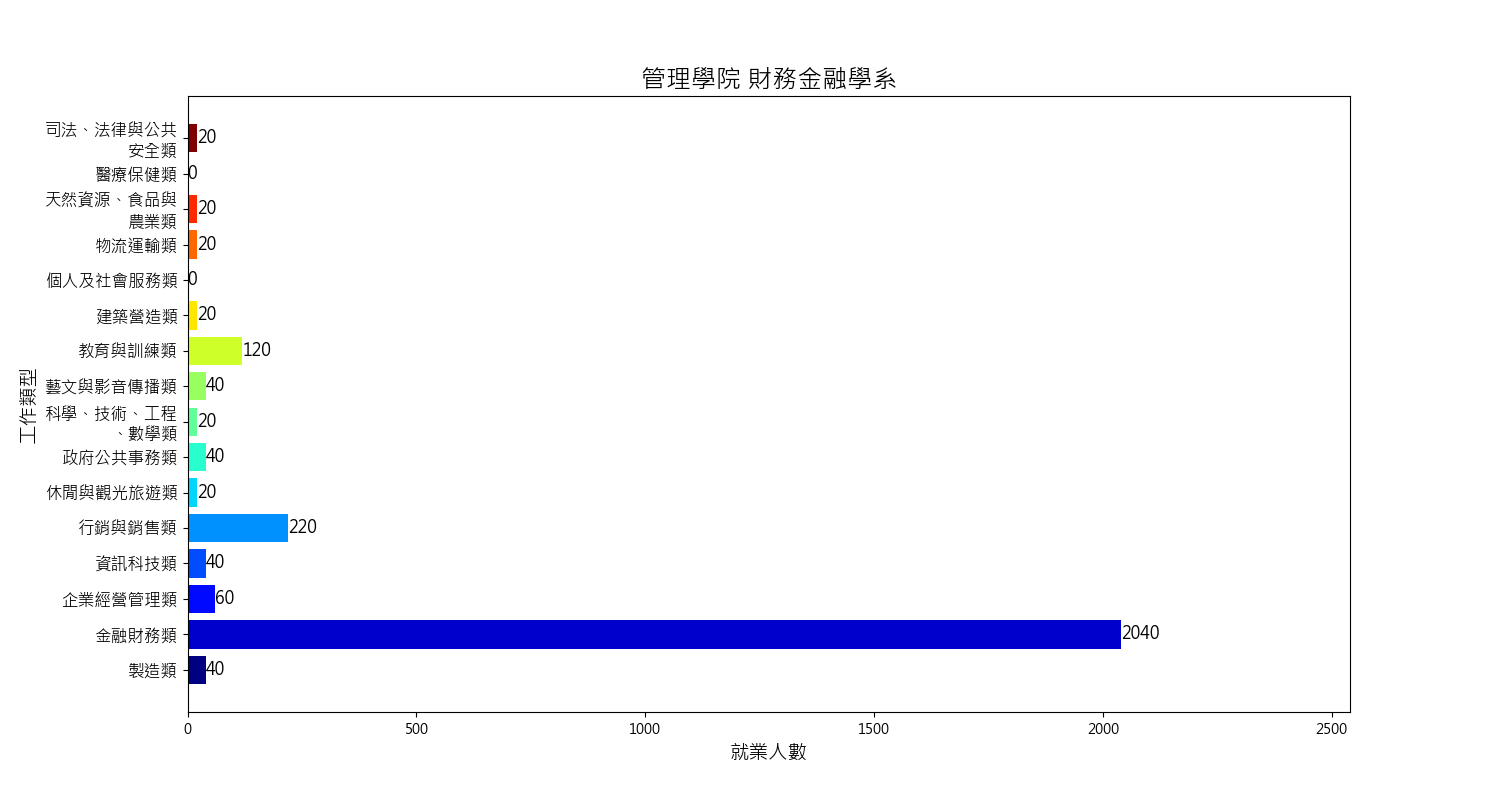 管理學院 財務金融學系
司法、法律與公共
安全類
20
醫療保健類
0
天然資源、食品與
農業類
20
物流運輸類
20
個人及社會服務類
0
建築營造類
20
教育與訓練類
120
藝文與影音傳播類
40
科學、技術、工程
、數學類
20
政府公共事務類
40
休閒與觀光旅遊類
20
行銷與銷售類
220
資訊科技類
40
企業經營管理類
60
金融財務類
2040
製造類
40
工作類型
0
500
1000
1500
2000
2500
就業人數